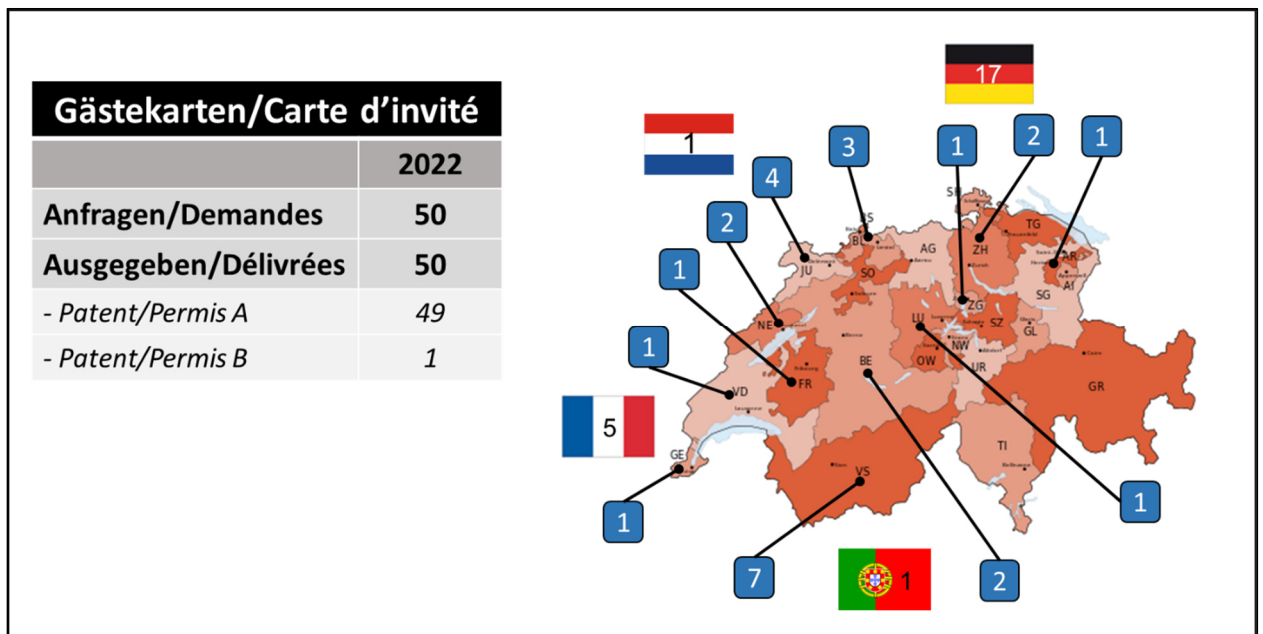 Gästekarten/Carte d'invité
2022
Anfragen/Demandes 50
Ausgegeben/Délivrées 50
- Patent/Permis A 49
- Patent/Permis B 1
17
1
3
1
2
1
4
2
1
1
5
1
7
1
2
1
SH
BS
BL
TG
AG
ZH
JU
SO
AR
AI
SG
ZG
NE
LU
SZ
GL
NW
OW
BE
UR
FR
VD
GR
GE
TI
VS